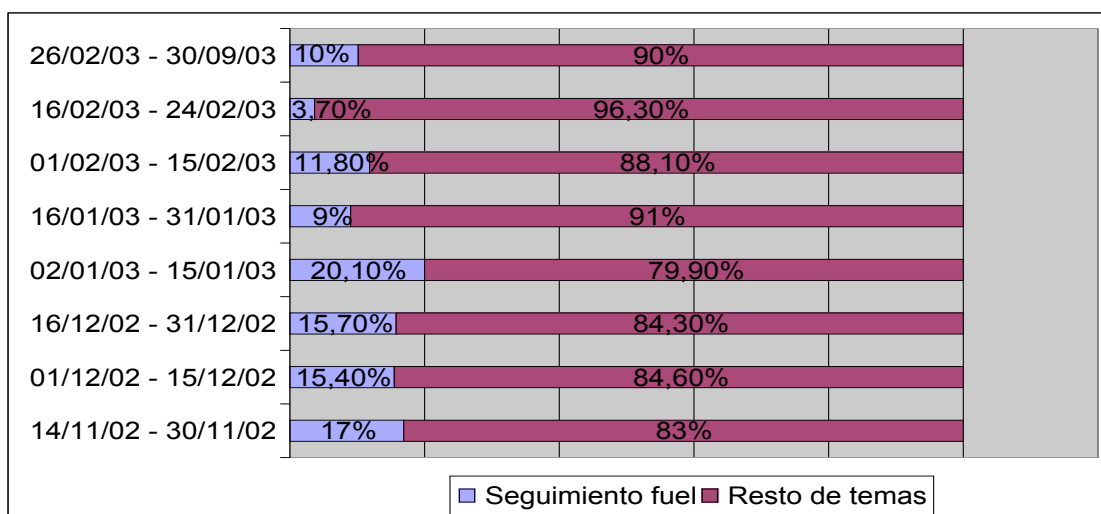 26/02/03 - 30/09/03 10% 90%
16/02/03 - 24/02/03 3,70% 96,30%
01/02/03 - 15/02/03 11,80% 88,10%
16/01/03 - 31/01/03 9% 91%
02/01/03 - 15/01/03 20,10% 79,90%
16/12/02 - 31/12/02 15,70% 84,30%
01/12/02 - 15/12/02 15,40% 84,60%
14/11/02 - 30/11/02 17% 83%
Seguimiento fuel Resto de temas